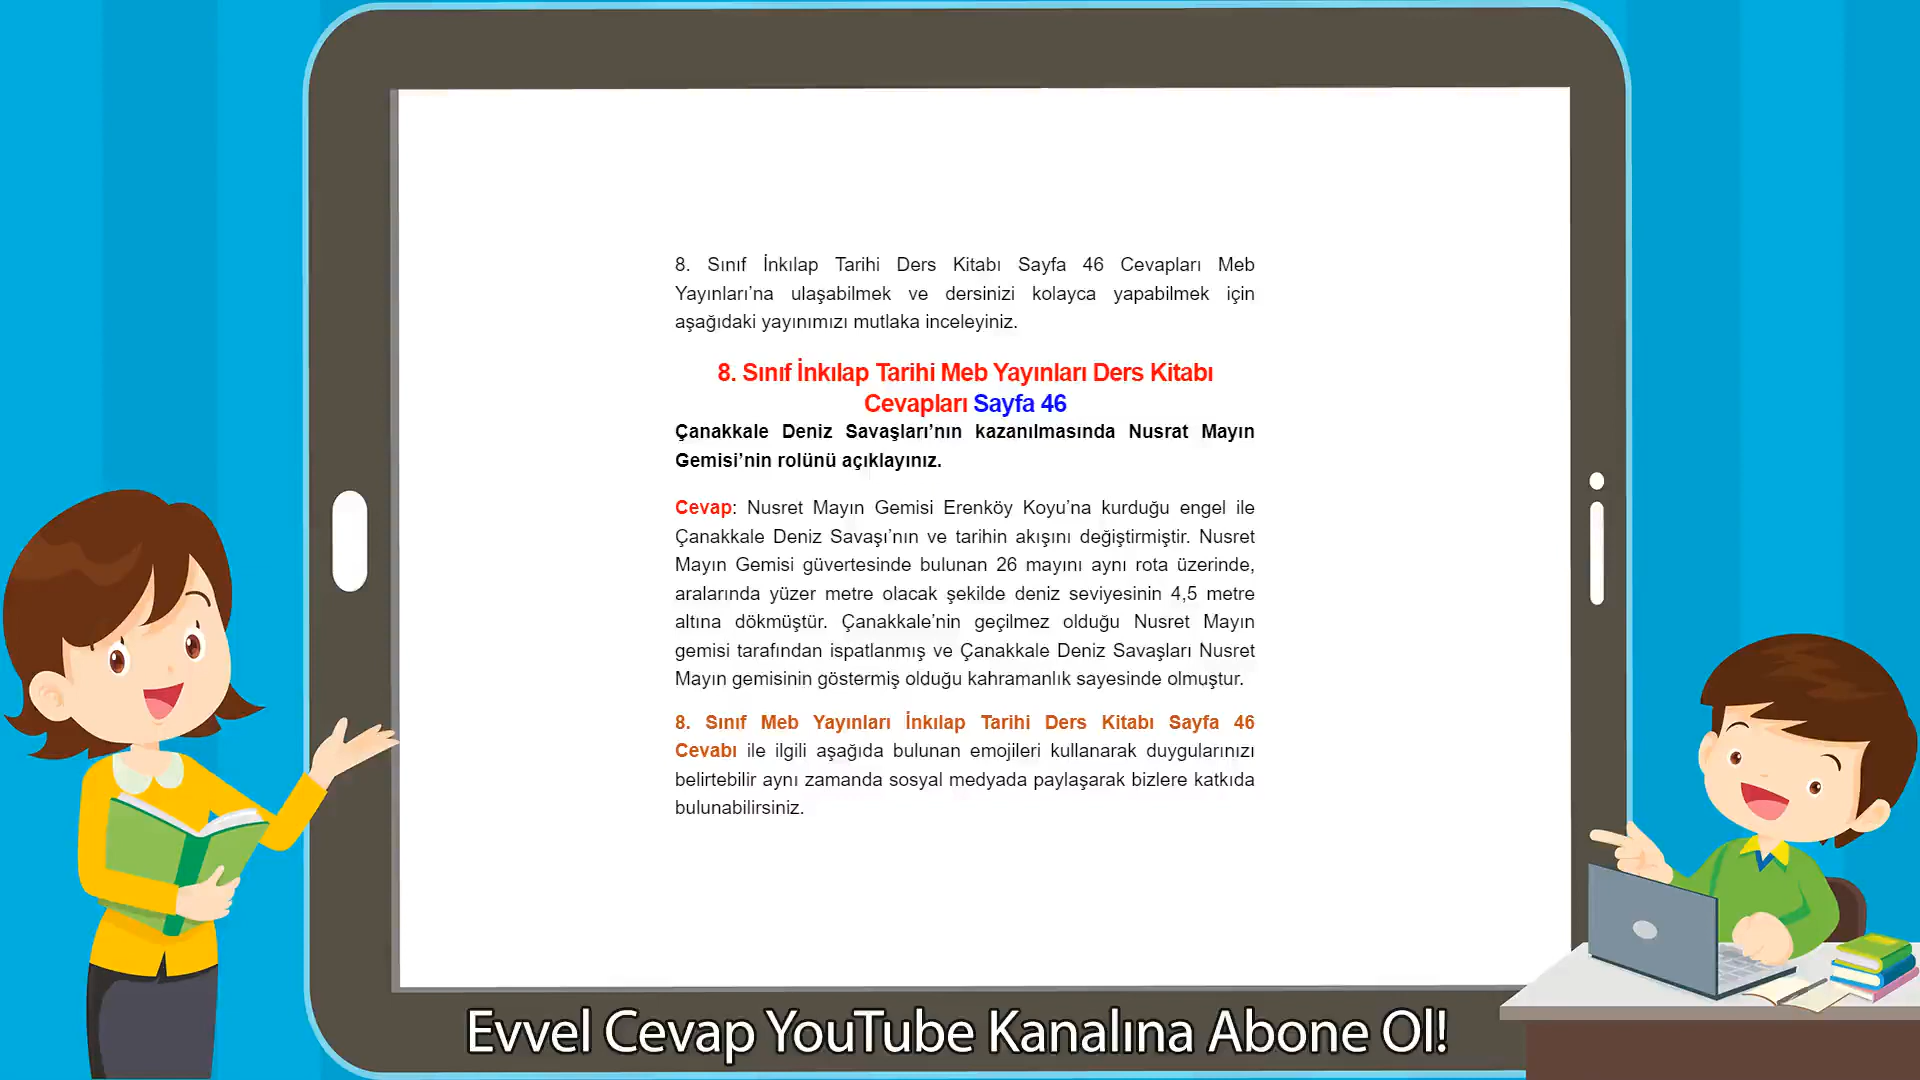 8. Sınıf İnkılap Tarihi Ders Kitabı Sayfa 46 Cevapları Meb
Yayınları’na ulaşabilmek ve dersinizi kolayca yapabilmek için
aşağıdaki yayınımızı mutlaka inceleyiniz.
8. Sınıf İnkılap Tarihi Meb Yayınları Ders Kitabı
Cevapları Sayfa 46
Çanakkale Deniz Savaşları’nın kazanılmasında Nusrat Mayın
Gemisi’nin rolünü açıklayınız.
Cevap: Nusret Mayın Gemisi Erenköy Koyu’na kurduğu engel ile
Çanakkale Deniz Savaşı’nın ve tarihin akışını değiştirmiştir. Nusret
Mayın Gemisi güvertesinde bulunan 26 mayını aynı rota üzerinde,
aralarında yüzer metre olacak şekilde deniz seviyesinin 4,5 metre
altına dökmüştür. Çanakkale’nin geçilmez olduğu Nusret Mayın
gemisi tarafından ispatlanmış ve Çanakkale Deniz Savaşları Nusret
Mayın gemisinin göstermiş olduğu kahramanlık sayesinde olmuştur.
8. Sınıf Meb Yayınları İnkılap Tarihi Ders Kitabı Sayfa 46
Cevabı ile ilgili aşağıda bulunan emojileri kullanarak duygularınızı
belirtebilir aynı zamanda sosyal medyada paylaşarak bizlere katkıda
bulunabilirsiniz.
Evvel Cevap YouTube Kanalına Abone Ol!